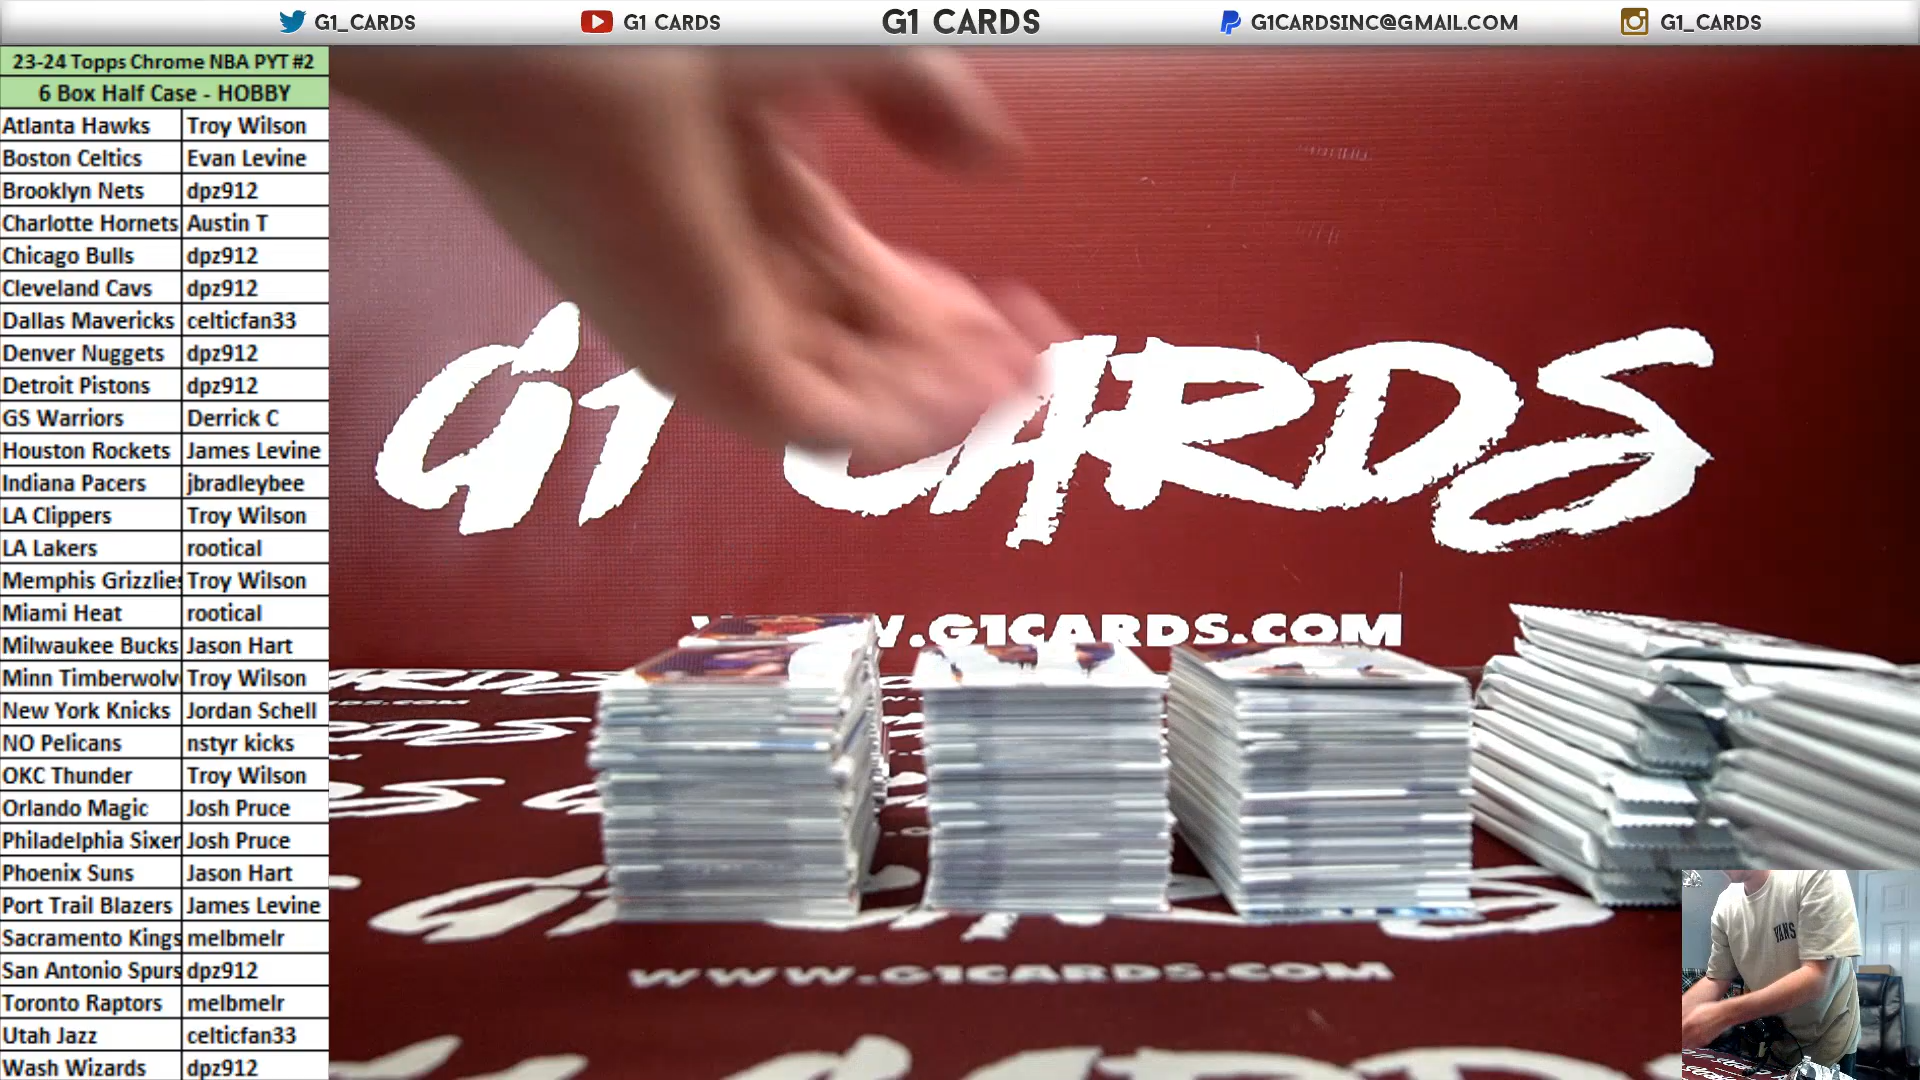 G1_CARDS G1 CARDS G1 CARDS G1CARDSINC@GMAIL.COM G1_CARDS
23-24 Topps Chrome NBA PYT #2
6 Box Half Case - HOBBY
Atlanta Hawks Troy Wilson
Boston Celtics Evan Levine
Brooklyn Nets dpz912
Charlotte Hornets Austin T
Chicago Bulls dpz912
Cleveland Cavs dpz912
Dallas Mavericks celticfan33
Denver Nuggets dpz912
Detroit Pistons dpz912
GS Warriors Derrick C
Houston Rockets James Levine
Indiana Pacers jbradleybee
LA Clippers Troy Wilson
LA Lakers rootical
Memphis Grizzlies Troy Wilson
Miami Heat rootical
Milwaukee Bucks Jason Hart
Minn Timberwolv Troy Wilson
New York Knicks Jordan Schell
NO Pelicans nstyr kicks
OKC Thunder Troy Wilson
Orlando Magic Josh Pruce
Philadelphia Sixer Josh Pruce
Phoenix Suns Jason Hart
Port Trail Blazers James Levine
Sacramento Kings melbmelr
San Antonio Spurs dpz912
Toronto Raptors melbmelr
Utah Jazz celticfan33
Wash Wizards dpz912
G1 CARDS
WWW.G1CARDS.COM
WWW.G1CARDS.COM
VANS